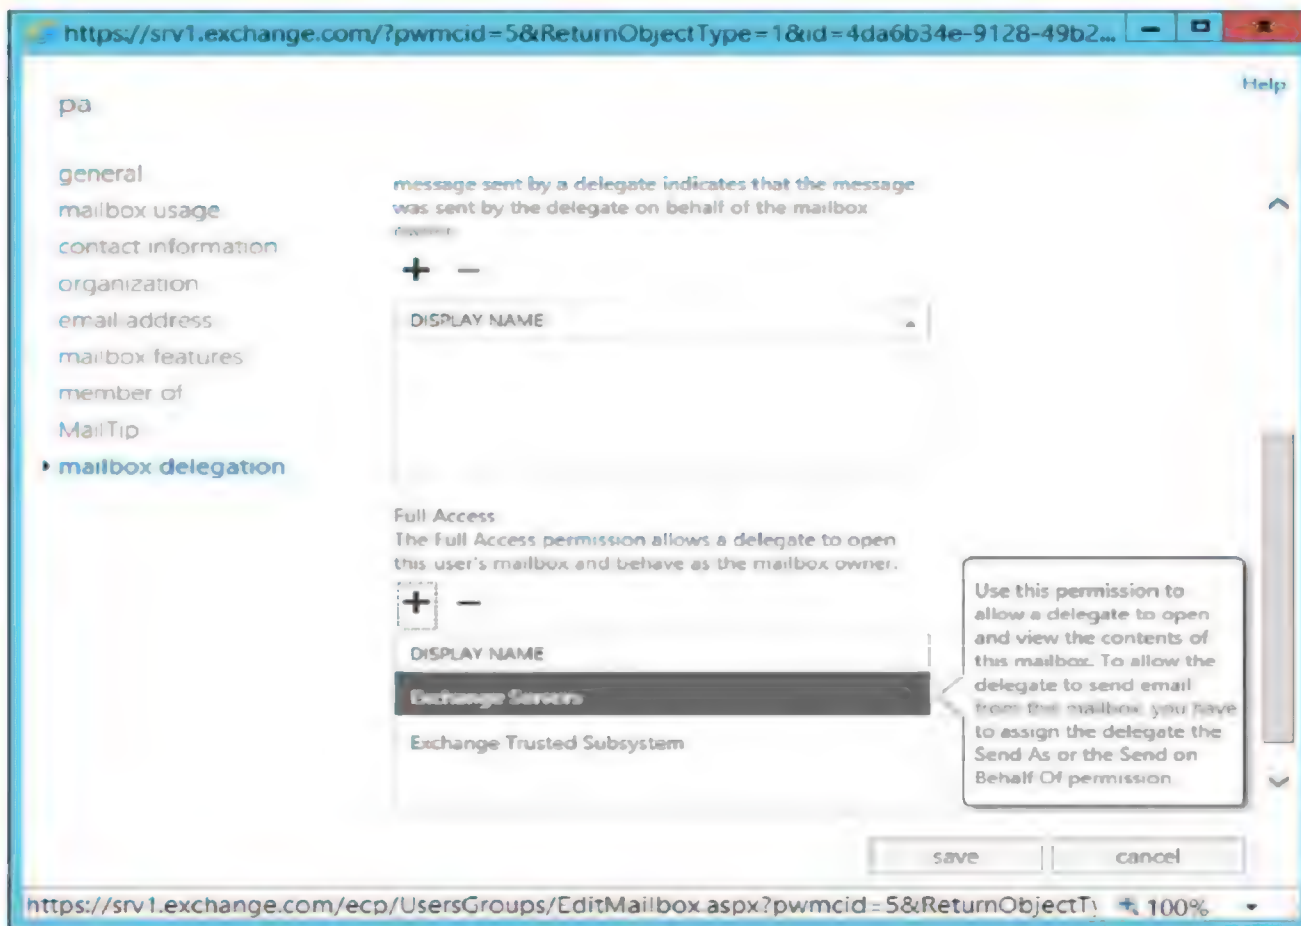 https://srv1.exchange.com/?pwmcid=5&ReturnObjectType=1&id=4da6b34e-9128-49b2...
Help
pa
general
mailbox usage
contact information
organization
email address
mailbox features
member of
MailTip
mailbox delegation
message sent by a delegate indicates that the message
was sent by the delegate on behalf of the mailbox
owner.
DISPLAY NAME
Full Access
The Full Access permission allows a delegate to open
this user's mailbox and behave as the mailbox owner.
DISPLAY NAME
Exchange Servers
Exchange Trusted Subsystem
Use this permission to
allow a delegate to open
and view the contents of
this mailbox. To allow the
delegate to send email
from this mailbox, you have
to assign the delegate the
Send As or the Send on
Behalf Of permission.
save
cancel
https://srv1.exchange.com/ecp/UsersGroups/EditMailbox.aspx?pwmcid=5&ReturnObjectTy
100%